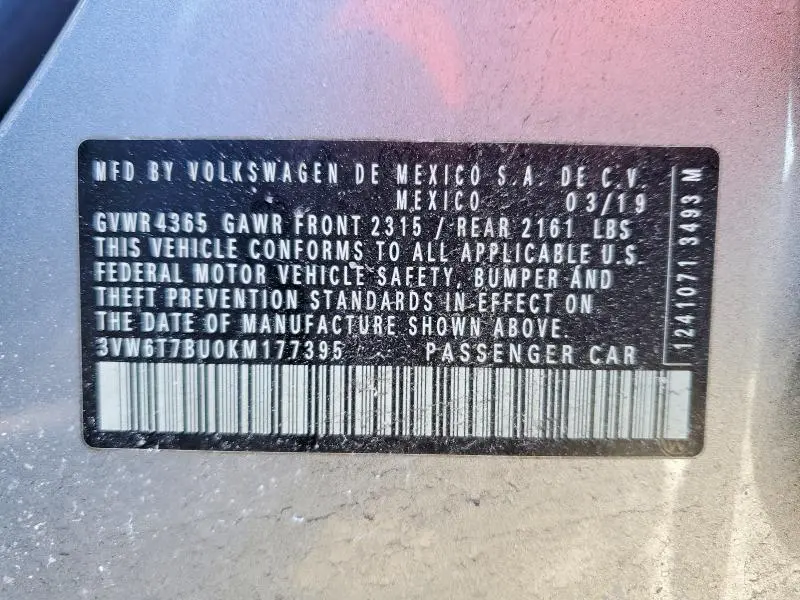 MFD BY VOLKSWAGEN DE MEXICO S.A. DE C.V.
MEXICO 03/19
GVWR 4365 GAWR FRONT 2315 / REAR 2161 LBS
THIS VEHICLE CONFORMS TO ALL APPLICABLE U.S.
FEDERAL MOTOR VEHICLE SAFETY, BUMPER AND
THEFT PREVENTION STANDARDS IN EFFECT ON
THE DATE OF MANUFACTURE SHOWN ABOVE.
3VW6T7BU0KM177395 PASSENGER CAR
1241071 3493 M